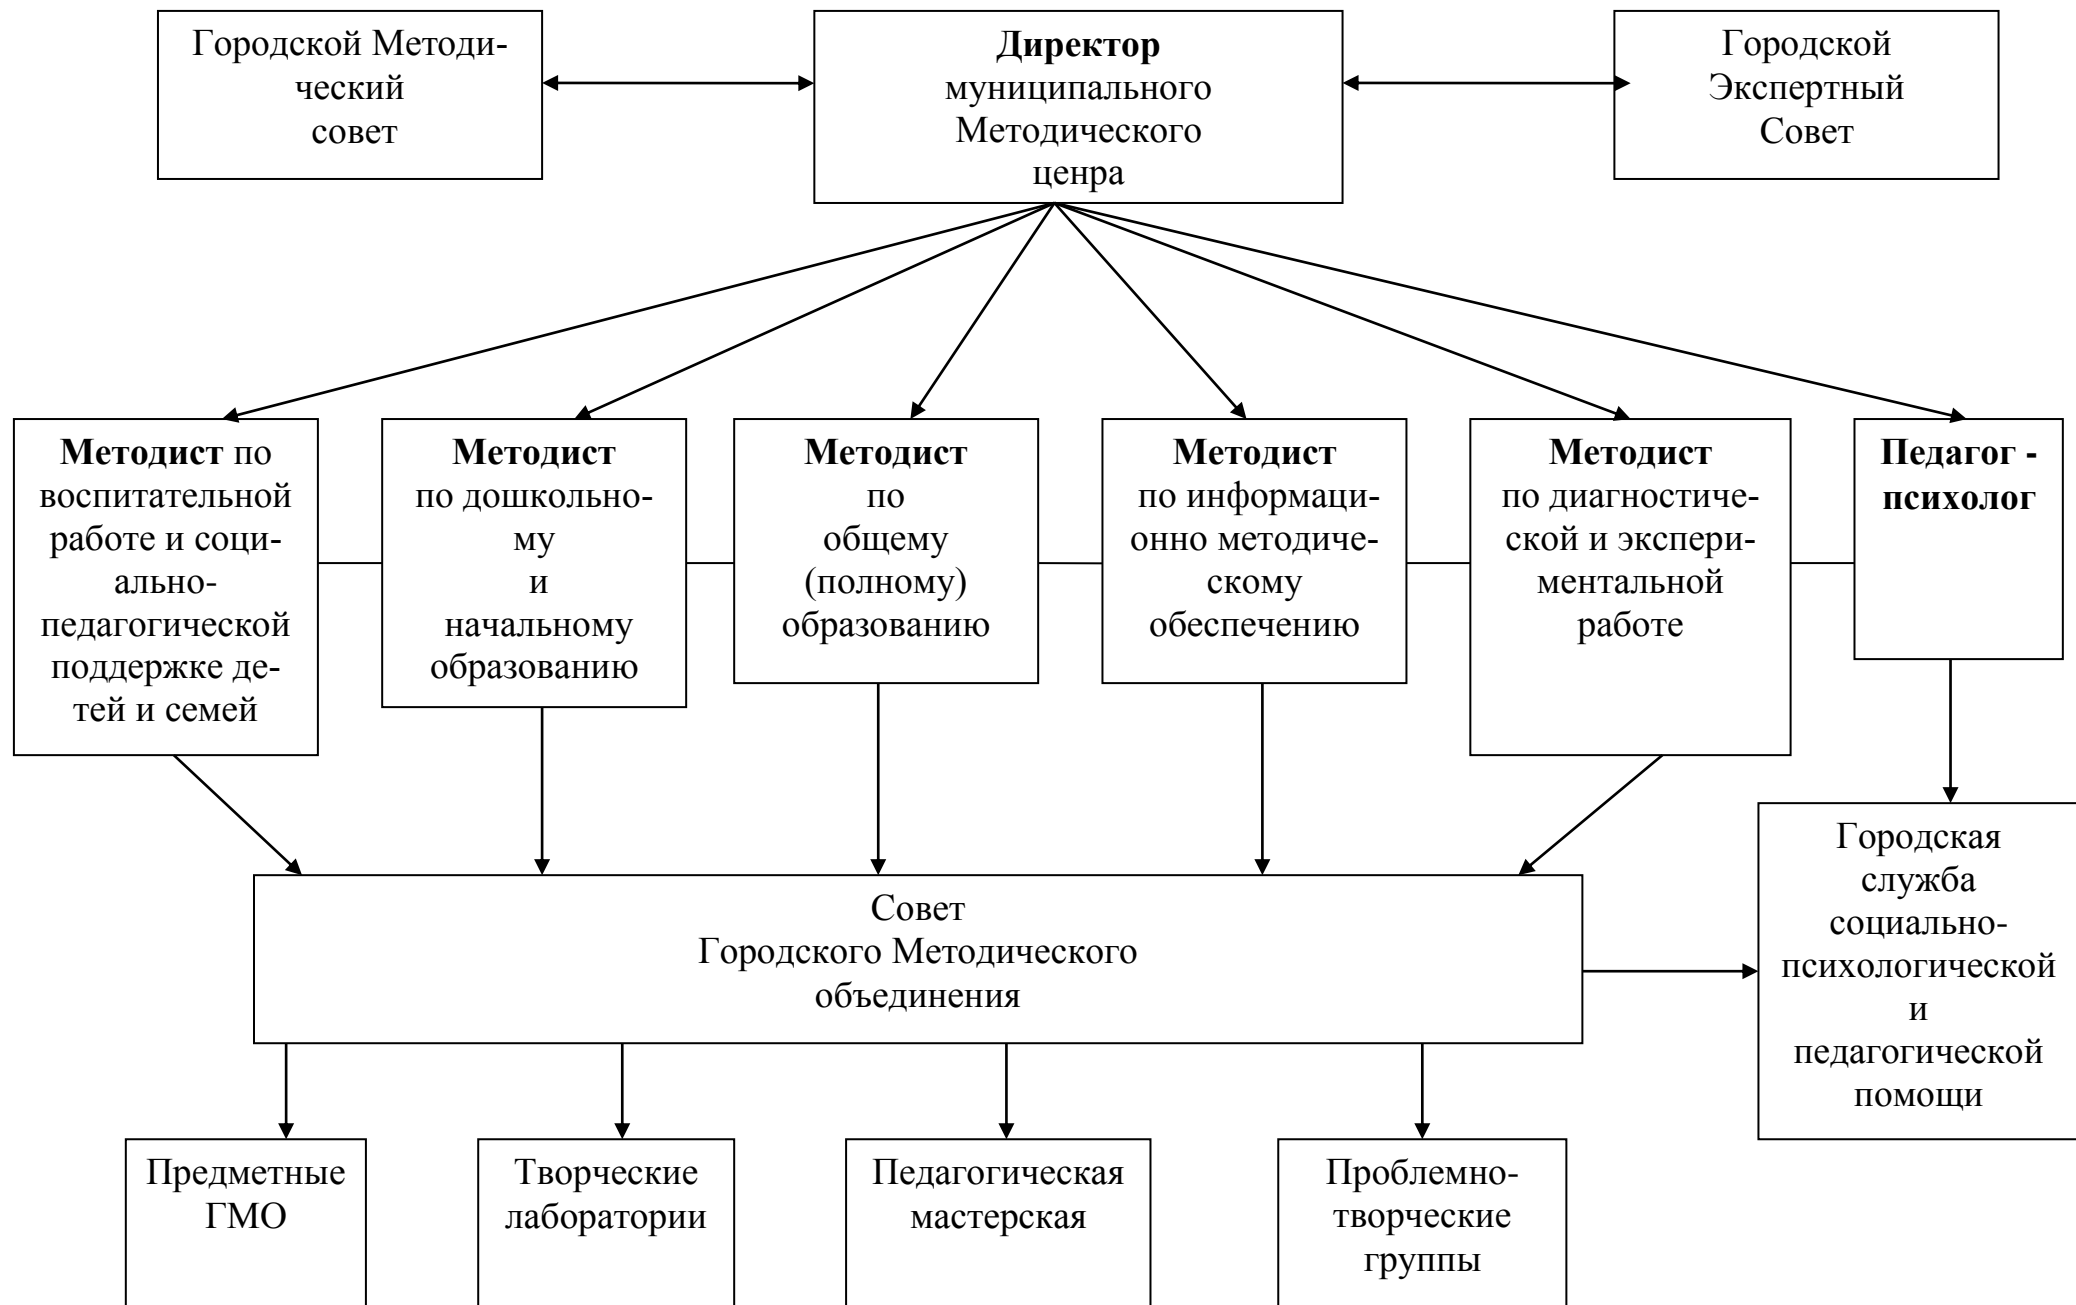 Городской Методи-
ческий
совет
Директор
муниципального
Методического
ценра
Городской
Экспертный
Совет
Методист по
воспитательной
работе и соци-
ально-
педагогической
поддержке де-
тей и семей
Методист
по дошкольно-
му
и
начальному
образованию
Методист
по
общему
(полному)
образованию
Методист
по информаци-
онно методиче-
скому
обеспечению
Методист
по диагностиче-
ской и экспери-
ментальной
работе
Педагог -
психолог
Совет
Городского Методического
объединения
Городская
служба
социально-
психологической
и
педагогической
помощи
Предметные
ГМО
Творческие
лаборатории
Педагогическая
мастерская
Проблемно-
творческие
группы